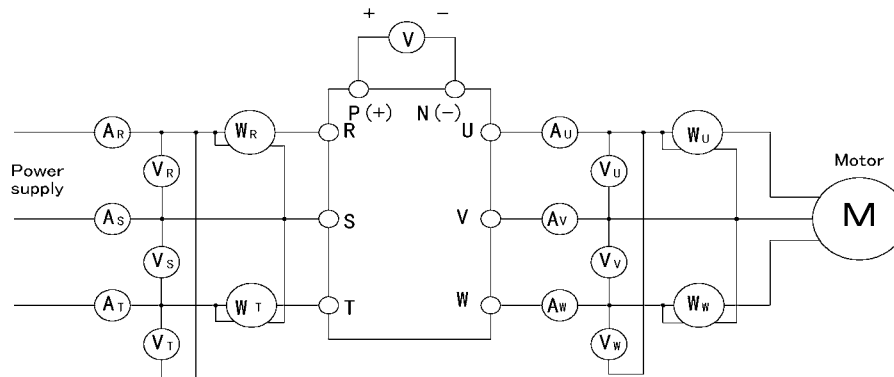 + −
V
P(+) N(−)
AR WR R U AU WU
Power supply
VR VU
Motor
M
AS S V AV
VS VV
AT WT T W AW WW
VT VW